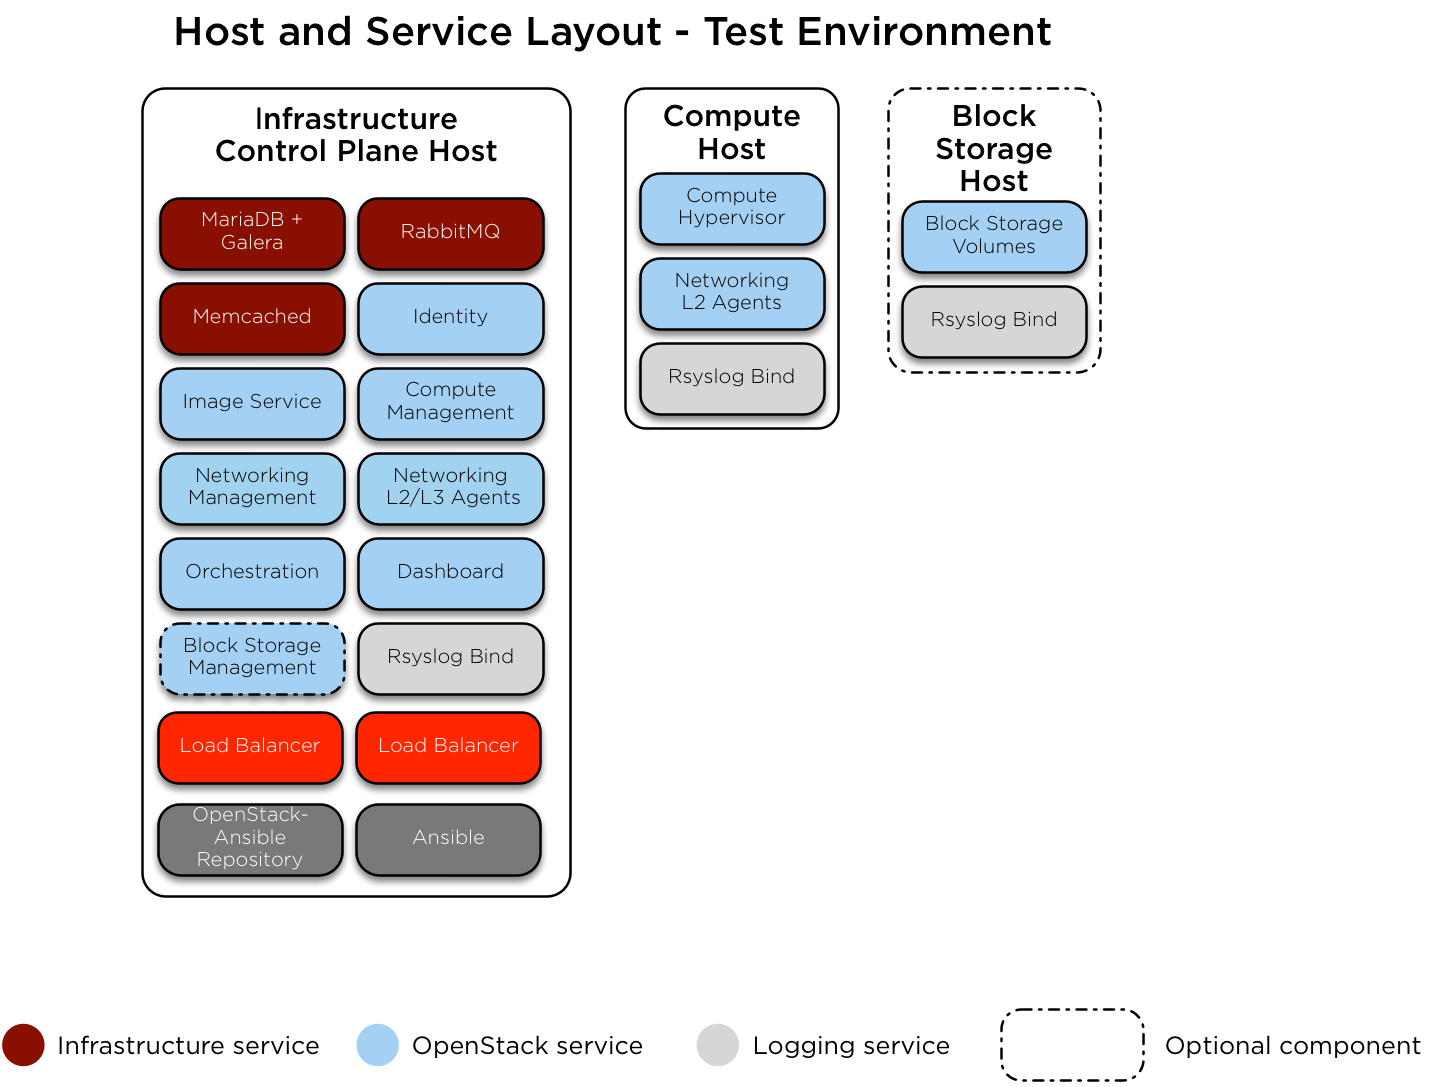 Host and Service Layout - Test Environment
Infrastructure
Control Plane Host
MariaDB +
Galera
RabbitMQ
Memcached
Identity
Image Service
Compute
Management
Networking
Management
Networking
L2/L3 Agents
Orchestration
Dashboard
Block Storage
Management
Rsyslog Bind
Load Balancer
Load Balancer
OpenStack-
Ansible
Repository
Ansible
Compute
Host
Compute
Hypervisor
Networking
L2 Agents
Rsyslog Bind
Block
Storage
Host
Block Storage
Volumes
Rsyslog Bind
Infrastructure service
OpenStack service
Logging service
Optional component